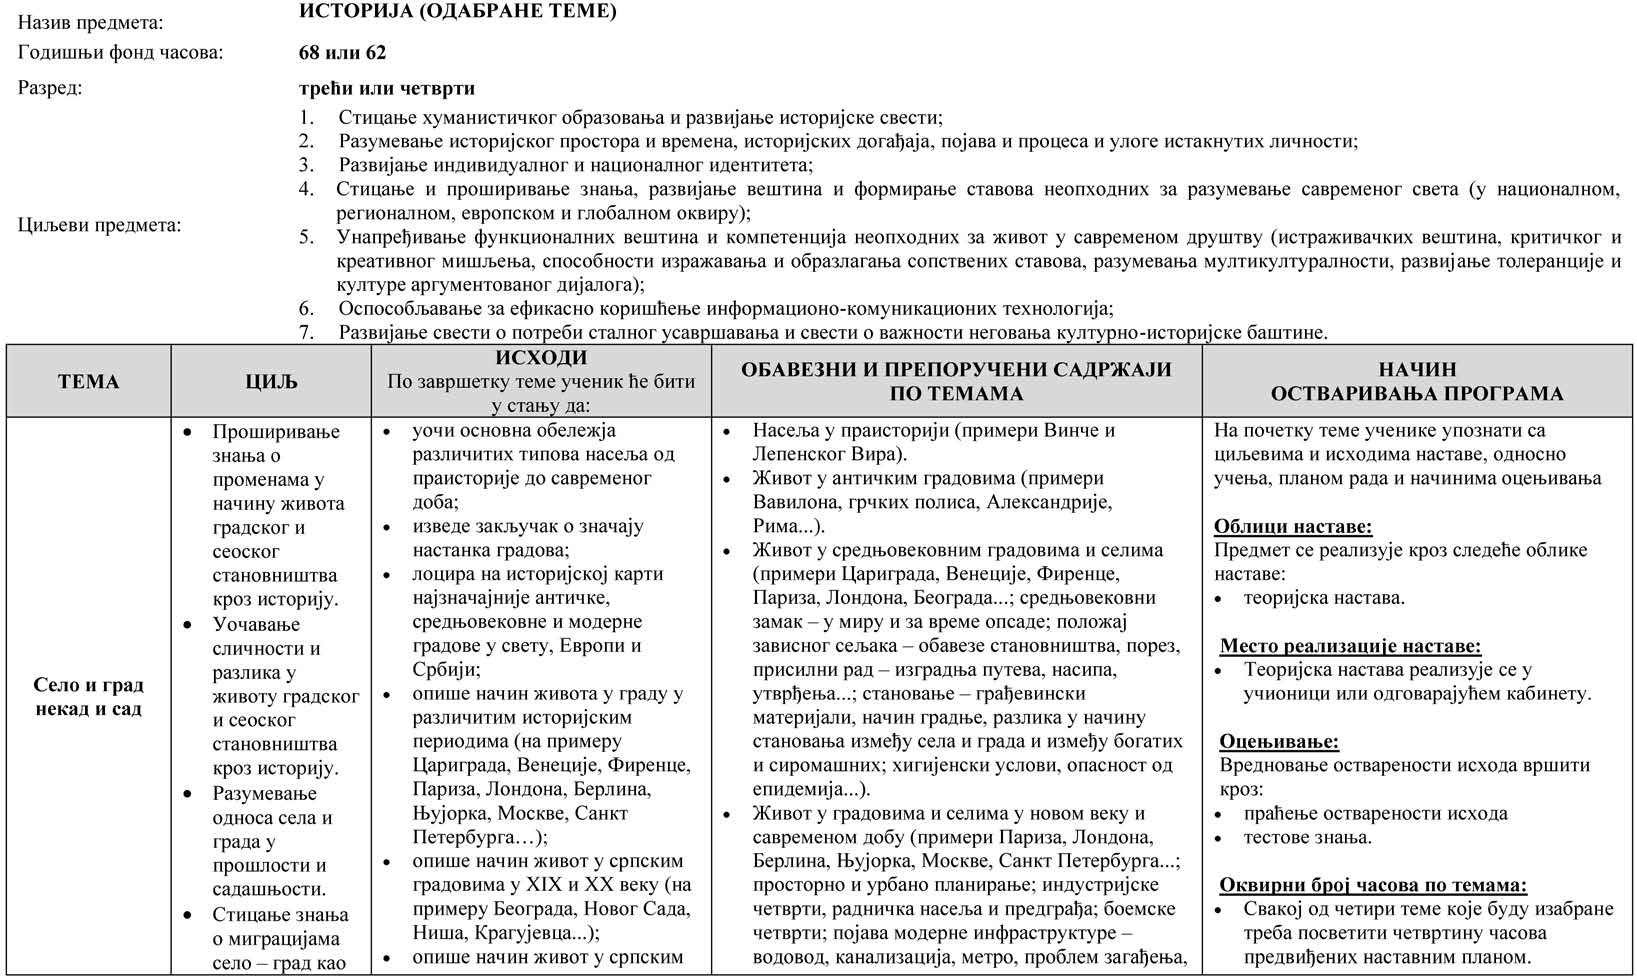 Назив предмета:
ИСТОРИЈА (ОДАБРАНЕ ТЕМЕ)
Годишњи фонд часова:
68 или 62
Разред:
трећи или четврти
Циљеви предмета:
1. Стицање хуманистичког образовања и развијање историјске свести;
2. Разумевање историјског простора и времена, историјских догађаја, појава и процеса и улоге истакнутих личности;
3. Развијање индивидуалног и националног идентитета;
4. Стицање и проширивање знања, развијање вештина и формирање ставова неопходних за разумевање савременог света (у националном,
регионалном, европском и глобалном оквиру);
5. Унапређивање функционалних вештина и компетенција неопходних за живот у савременом друштву (истраживачких вештина, критичког и
креативног мишљења, способности изражавања и образлагања сопствених ставова, разумевања мултикултуралности, развијање толеранције и
културе аргументованог дијалога);
6. Оспособљавање за ефикасно коришћење информационо-комуникационих технологија;
7. Развијање свести о потреби сталног усавршавања и свести о важности неговања културно-историјске баштине.
ТЕМА
ЦИЉ
ИСХОДИ
По завршетку теме ученик ће бити
у стању да:
ОБАВЕЗНИ И ПРЕПОРУЧЕНИ САДРЖАЈИ
ПО ТЕМАМА
НАЧИН
ОСТВАРИВАЊА ПРОГРАМА
Село и град
некад и сад
• Проширивање
знања о
променама у
начину живота
градског и
сеоског
становништва
кроз историју.
• Уочавање
сличности и
разлика у
животу градског
и сеоског
становништва
кроз историју.
• Разумевање
односа села и
града у
прошлости и
садашњости.
• Стицање знања
о миграцијама
село – град као
• уочи основна обележја
различитих типова насеља од
праисторије до савременог
доба;
• изведе закључак о значају
настанка градова;
• лоцира на историјској карти
најзначајније античке,
средњовековне и модерне
градове у свету, Европи и
Србији;
• опише начин живота у граду у
различитим историјским
периодима (на примеру
Цариграда, Венеције, Фиренце,
Париза, Лондона, Берлина,
Њујорка, Москве, Санкт
Петербурга…);
• опише начин живот у српским
градовима у XIX и XX веку (на
примеру Београда, Новог Сада,
Ниша, Крагујевца...);
• опише начин живот у српским
• Насеља у праисторији (примери Винче и
Лепенског Вира).
• Живот у античким градовима (примери
Вавилона, грчких полиса, Александрије,
Рима...).
• Живот у средњовековним градовима и селима
(примери Цариграда, Венеције, Фиренце,
Париза, Лондона, Београда...; средњовековни
замак – у миру и за време опсаде; положај
зависног сељака – обавезе становништва, порез,
присилни рад – изградња путева, насипа,
утврђења...; становање – грађевински
материјали, начин градње, разлика у начину
становања између села и града и између богатих
и сиромашних; хигијенски услови, опасност од
епидемија...).
• Живот у градовима и селима у новом веку и
савременом добу (примери Париза, Лондона,
Берлина, Њујорка, Москве, Санкт Петербурга...;
просторно и урбано планирање; индустријске
четврти, радничка насеља и предграђа; боемске
четврти; појава модерне инфраструктуре –
водовод, канализација, метро, проблем загађења,
На почетку теме ученике упознати са
циљевима и исходима наставе, односно
учења, планом рада и начинима оцењивања
Облици наставе:
Предмет се реализује кроз следеће облике
наставе:
• теоријска настава.
Место реализације наставе:
• Теоријска настава реализује се у
учионици или одговарајућем кабинету.
Оцењивање:
Вредновање остварености исхода вршити
кроз:
• праћење остварености исхода
• тестове знања.
Оквирни број часова по темама:
• Свакој од четири теме које буду изабране
треба посветити четвртину часова
предвиђених наставним планом.